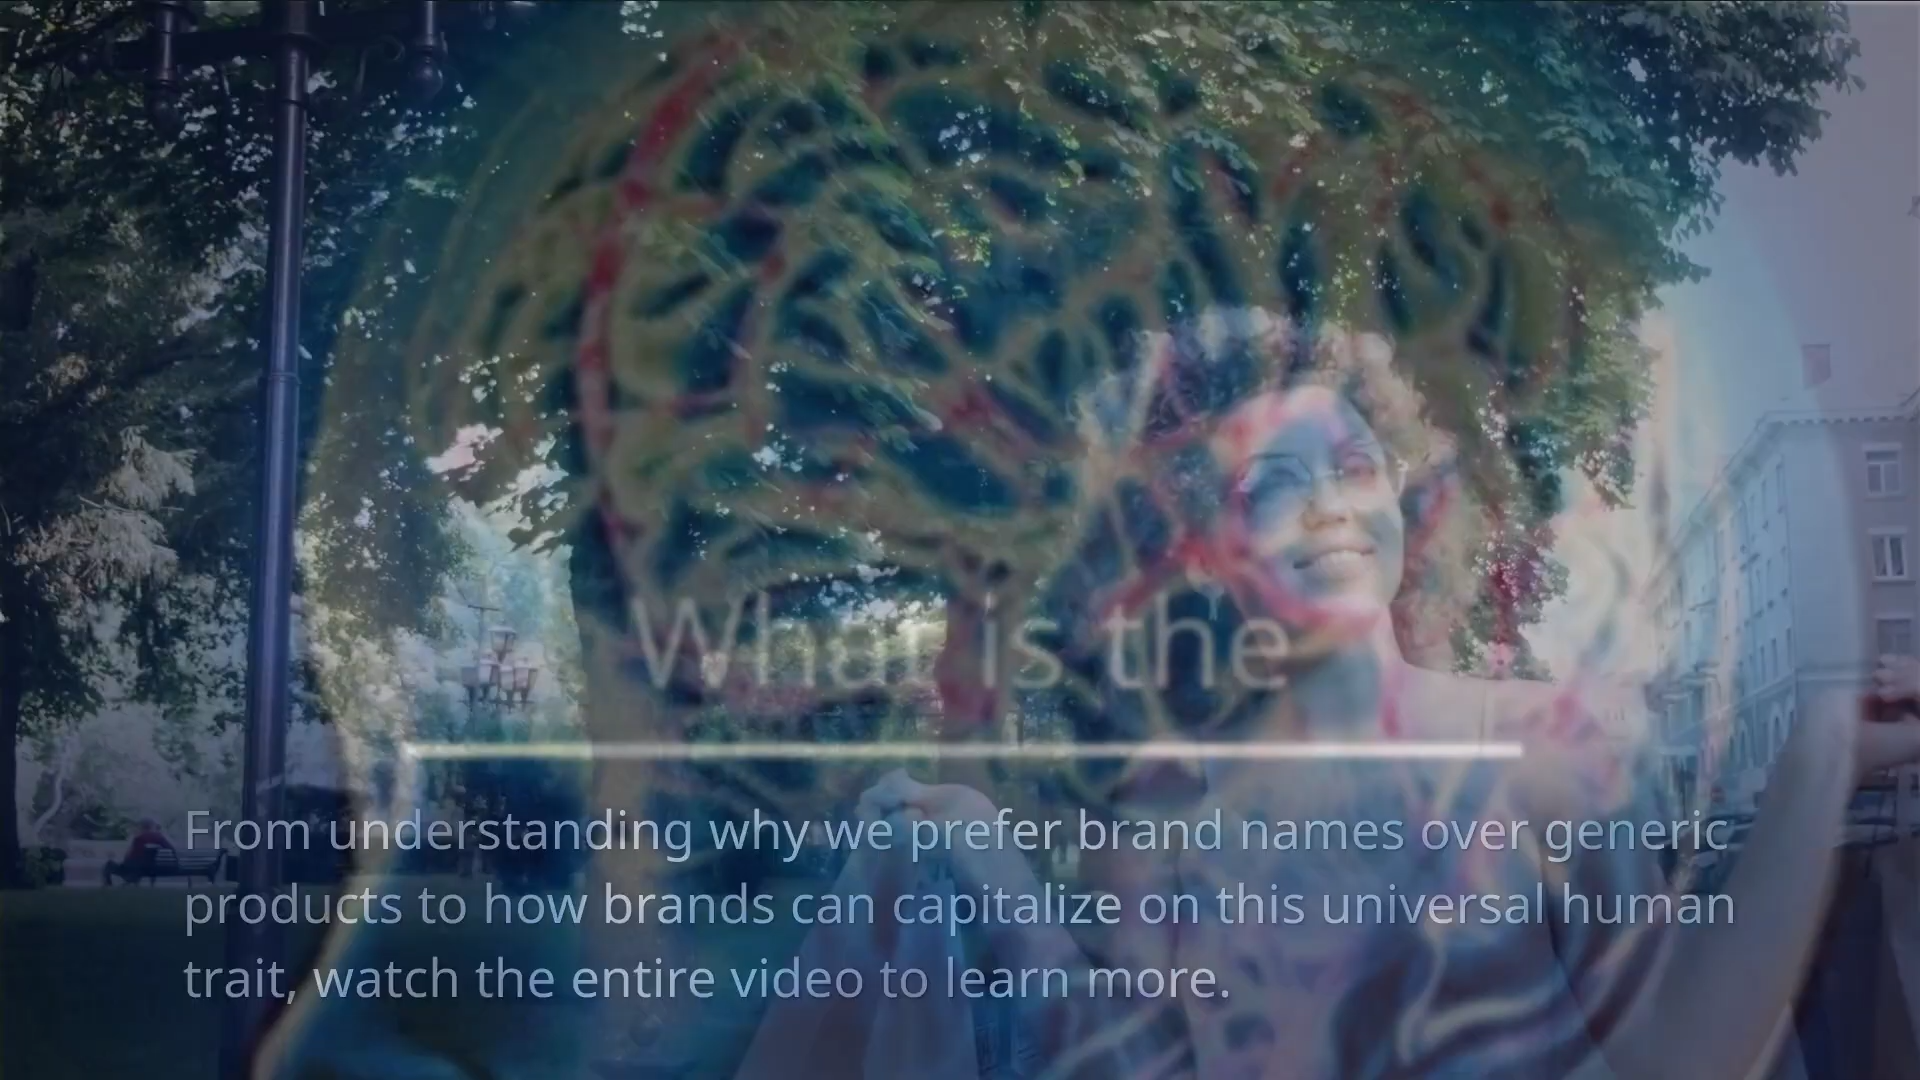 What is the
From understanding why we prefer brand names over generic
products to how brands can capitalize on this universal human
trait, watch the entire video to learn more.